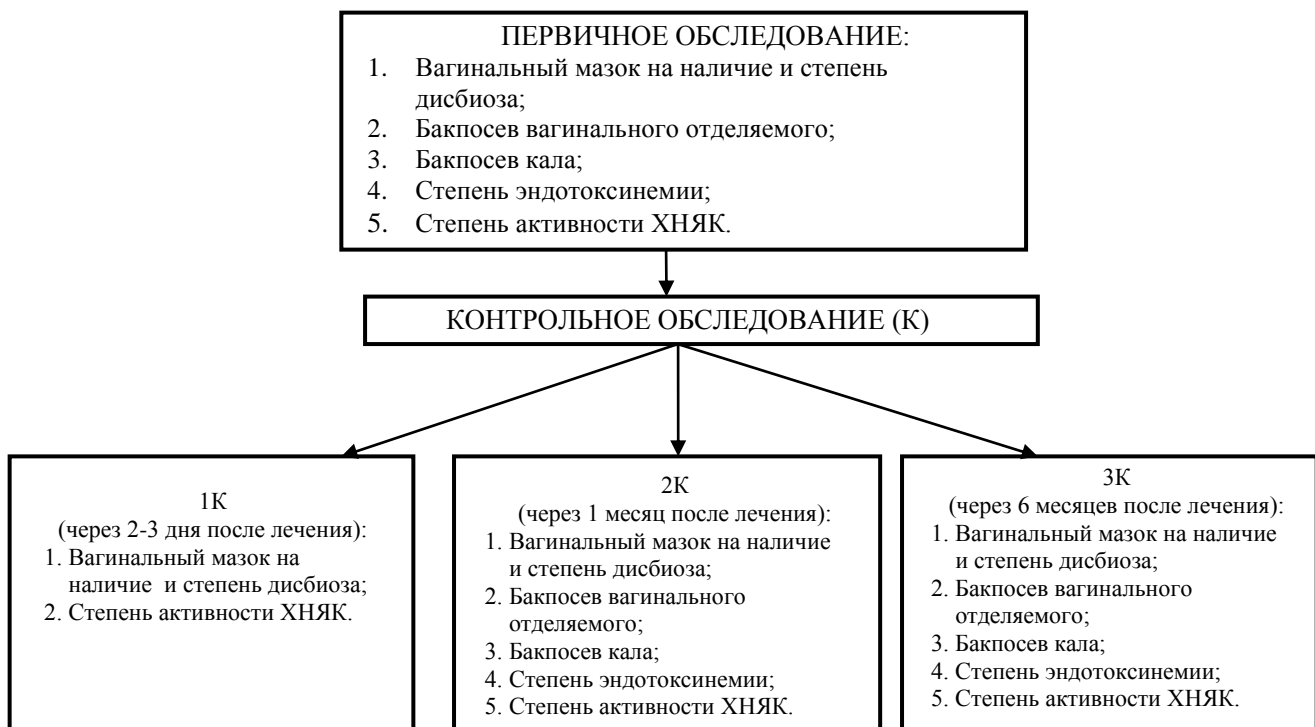 ПЕРВИЧНОЕ ОБСЛЕДОВАНИЕ:
1. Вагинальный мазок на наличие и степень
дисбиоза;
2. Бакпосев вагинального отделяемого;
3. Бакпосев кала;
4. Степень эндотоксинемии;
5. Степень активности ХНЯК.
КОНТРОЛЬНОЕ ОБСЛЕДОВАНИЕ (К)
1К
(через 2-3 дня после лечения):
1. Вагинальный мазок на
наличие и степень дисбиоза;
2. Степень активности ХНЯК.
2К
(через 1 месяц после лечения):
1. Вагинальный мазок на наличие
и степень дисбиоза;
2. Бакпосев вагинального
отделяемого;
3. Бакпосев кала;
4. Степень эндотоксинемии;
5. Степень активности ХНЯК.
3К
(через 6 месяцев после лечения):
1. Вагинальный мазок на наличие
и степень дисбиоза;
2. Бакпосев вагинального
отделяемого;
3. Бакпосев кала;
4. Степень эндотоксинемии;
5. Степень активности ХНЯК.